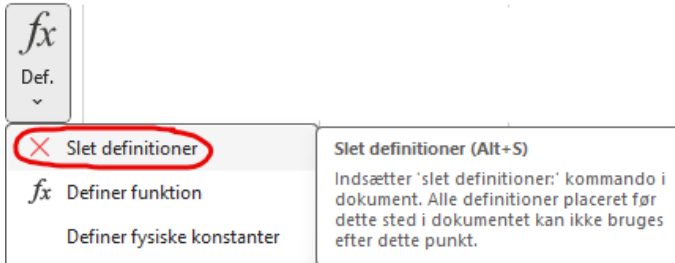 fx
Def.
Slet definitioner
fx Definer funktion
Definer fysiske konstanter
Slet definitioner (Alt+S)
Indsætter 'slet definitioner:' kommando i
dokument. Alle definitioner placeret før
dette sted i dokumentet kan ikke bruges
efter dette punkt.